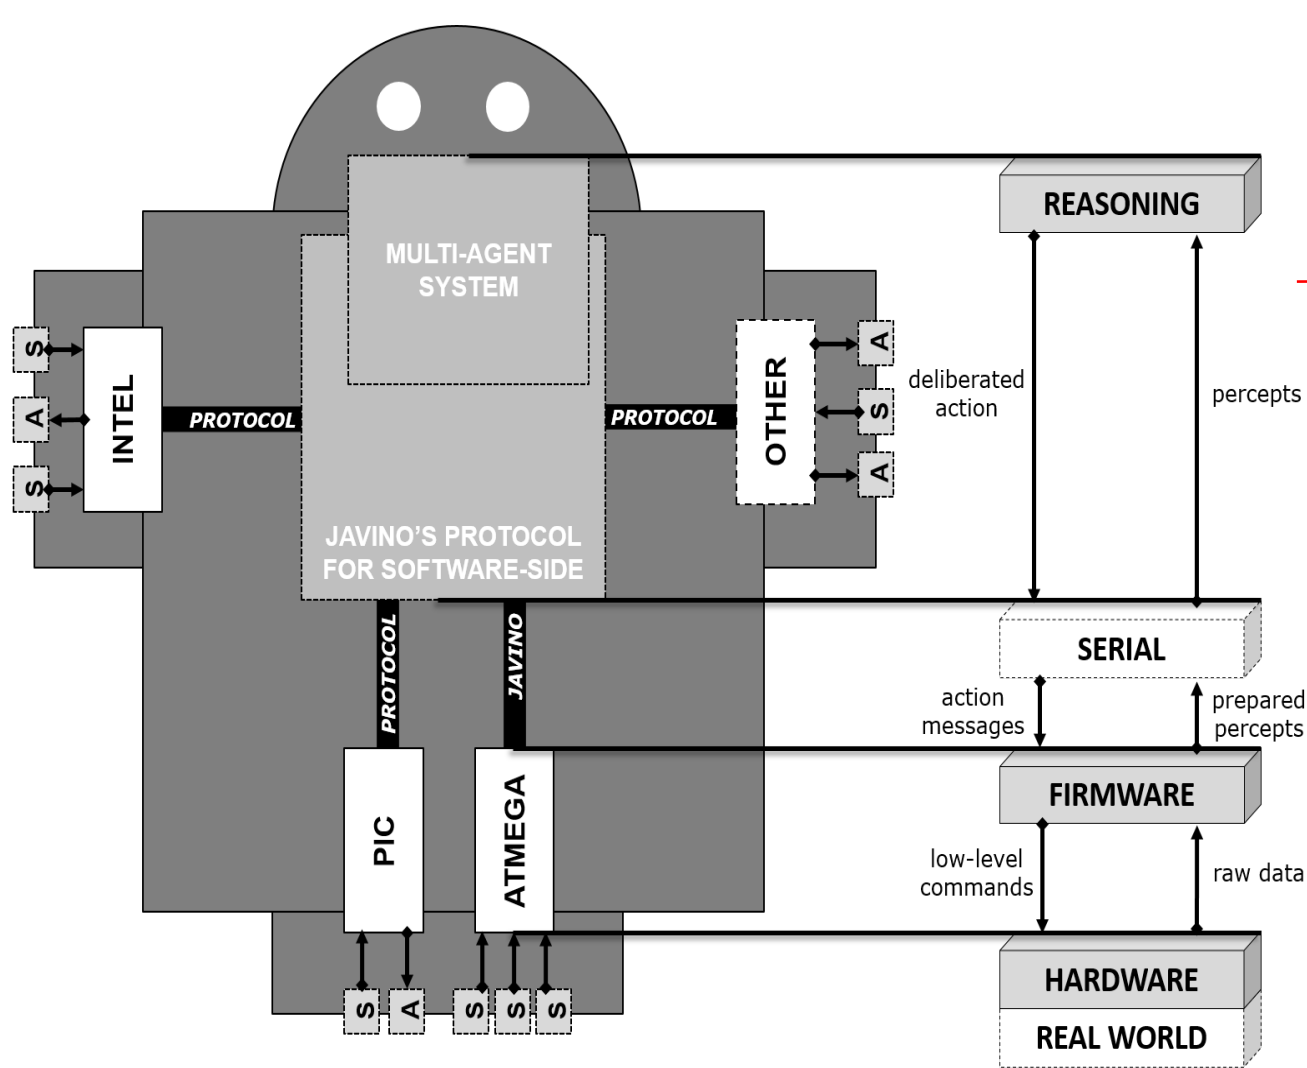 REASONING
MULTI-AGENT
SYSTEM
S
A
S
INTEL
PROTOCOL
PROTOCOL
OTHER
A
S
A
deliberated
action
percepts
JAVINO'S PROTOCOL
FOR SOFTWARE-SIDE
PROTOCOL
JAVINO
SERIAL
action
messages
prepared
percepts
PIC
ATMEGA
FIRMWARE
low-level
commands
raw data
S
A
S
S
S
HARDWARE
REAL WORLD